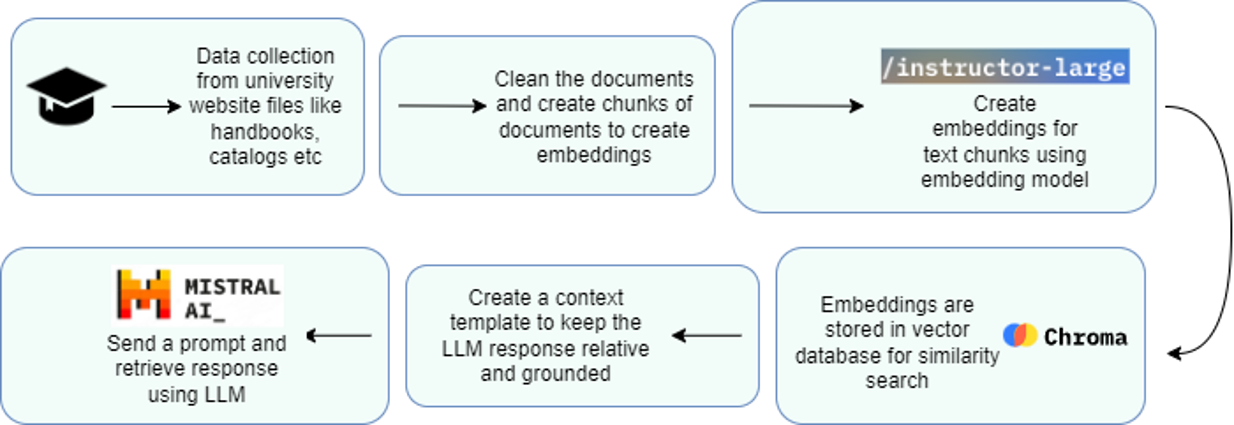 Data collection
from university
website files like
handbooks,
catalogs etc
Clean the documents
and create chunks of
documents to create
embeddings
/instructor-large
Create
embeddings for
text chunks using
embedding model
Embeddings are
stored in vector
database for similarity
search
Chroma
Create a context
template to keep the
LLM response relative
and grounded
MISTRAL
AI_
Send a prompt and
retrieve response
using LLM